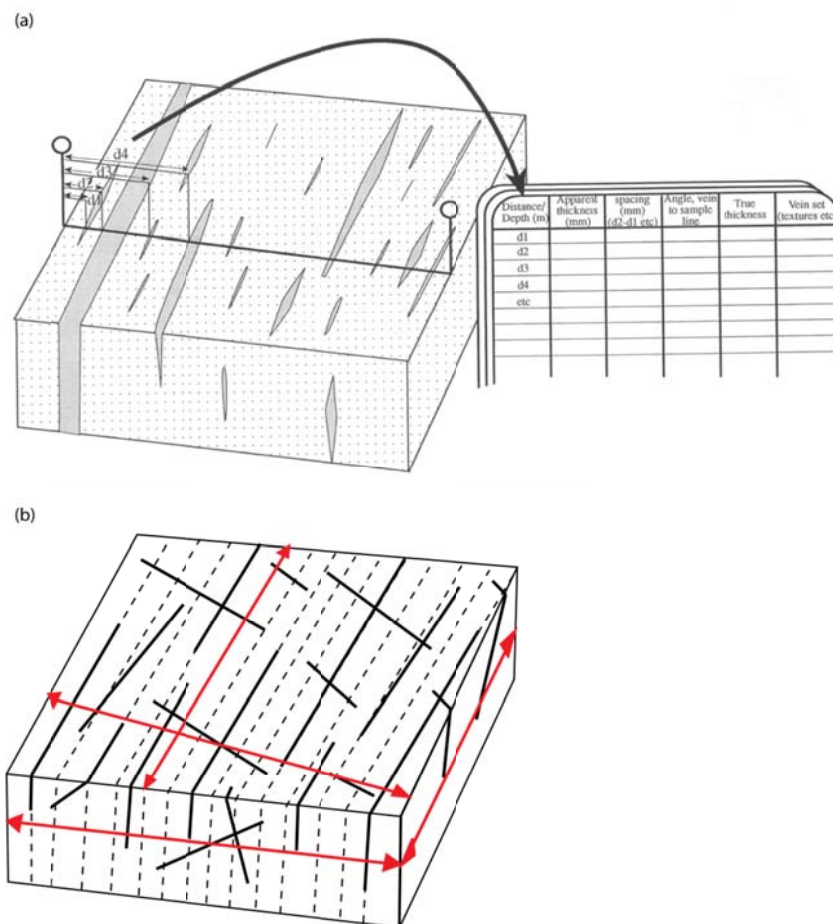 (a)
d4
d3
d2
d1
Distance/ Apparent spacing Angle, vein True Vein set
Depth (m) thickness (mm) to sample thickness (textures etc
(mm) (d2-d1 etc) line
d1
d2
d3
d4
etc
(b)